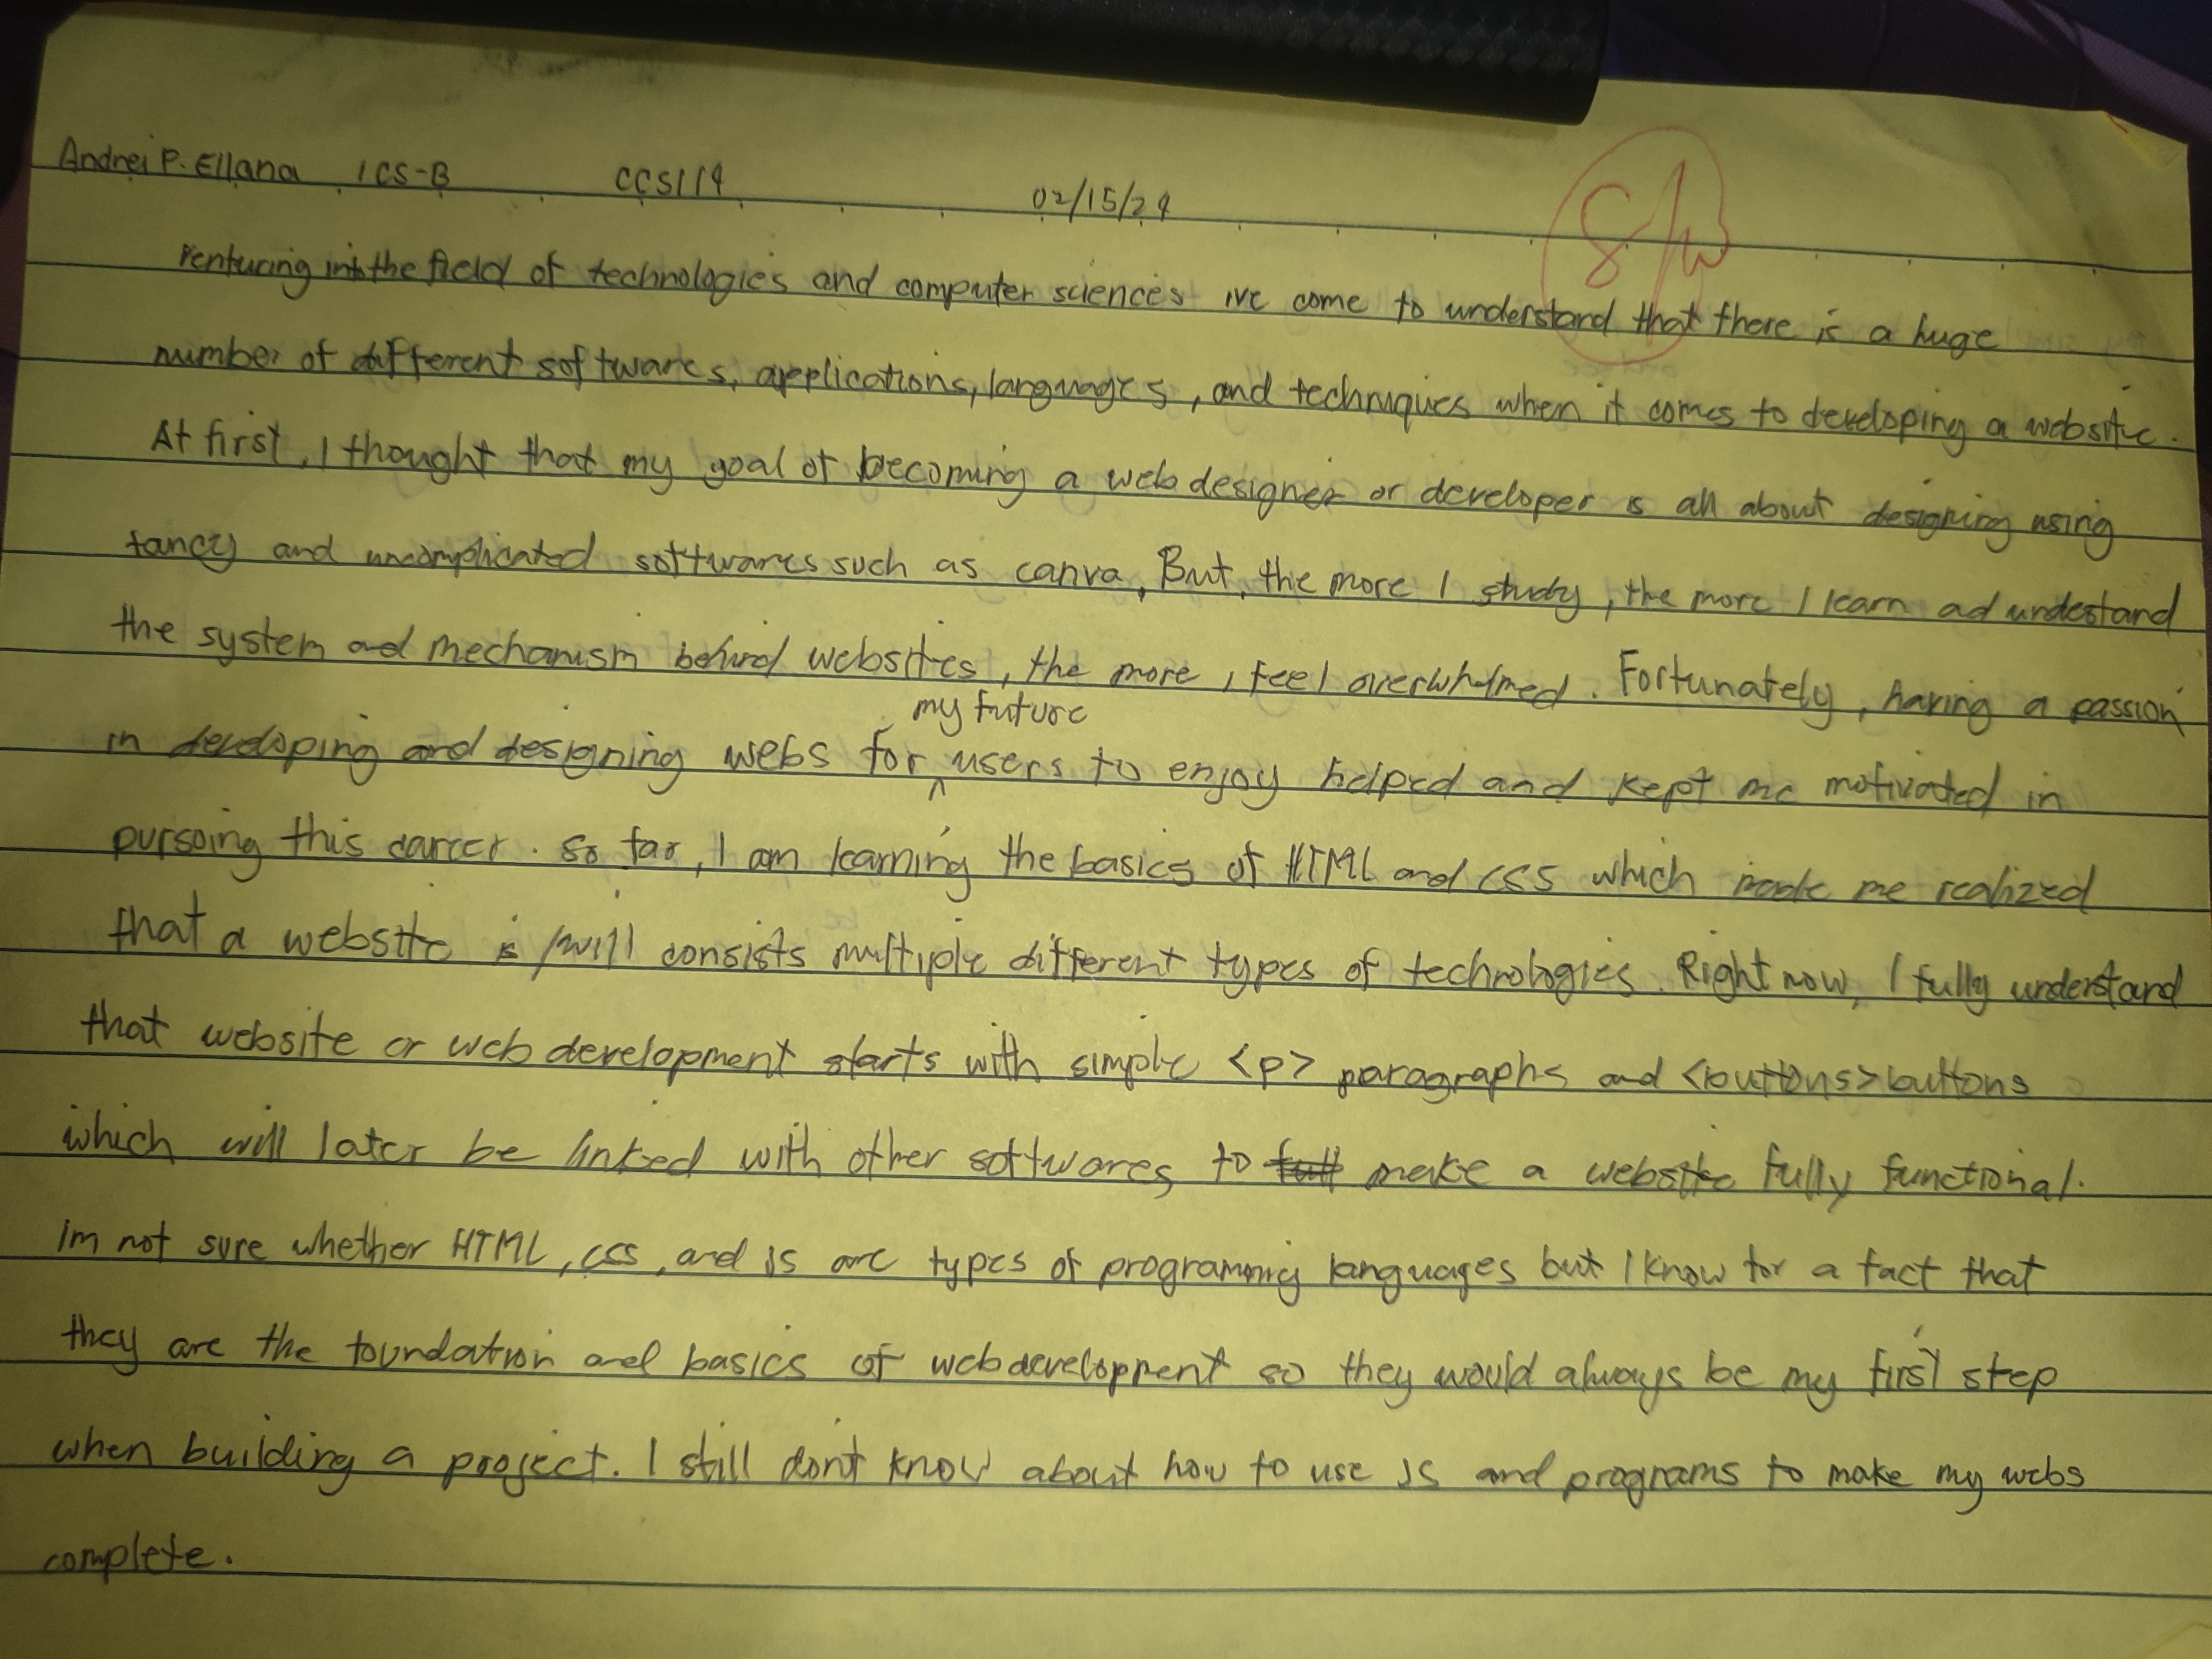 Andrei P. Ellana 1CS-B CCS114 02/15/24
8/10
Venturing into the field of technologies and computer sciences ive come to understand that there is a huge
number of different softwares, applications, languages, and techniques when it comes to developing a website.
At first, I thought that my goal of becoming a web designer or developer is all about designing using
fancy and uncomplicated softwares such as canva, But, the more I study, the more I learn ad undestand
the system and mechanism behind websites, the more I feel overwhelmed. Fortunately, having a passion
my future
in developing and designing webs for ^ users to enjoy helped and kept me motivated in
pursoing this career. so far, I am learning the basics of HTML and CSS which made me realized
that a website is /will consists multiple different types of technologies. Right now, I fully understand
that website or web development starts with simple <p> paragraphs and <buttons> buttons
which will later be linked with other softwares, to full make a website fully functional.
Im not sure whether HTML, CSS, and JS are types of programming languages but I know for a fact that
they are the foundation and basics of web development so they would always be my first step
when building a project. I still don't know about how to use JS and programs to make my webs
complete.